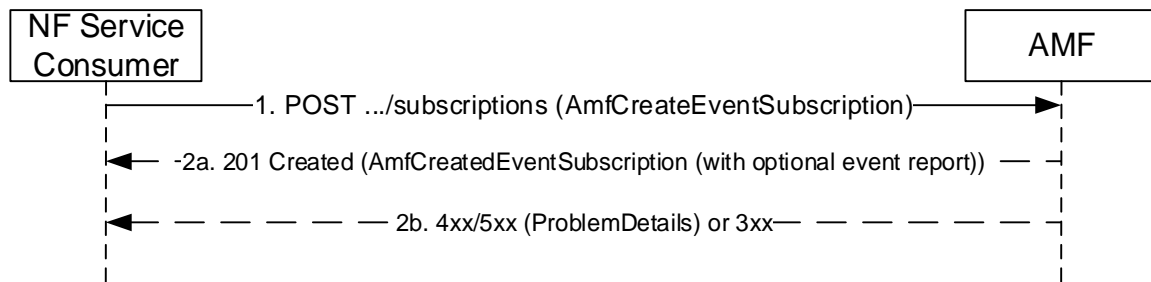 NF Service
Consumer
AMF
1. POST .../subscriptions (AmfCreateEventSubscription)
2a. 201 Created (AmfCreatedEventSubscription (with optional event report))
2b. 4xx/5xx (ProblemDetails) or 3xx